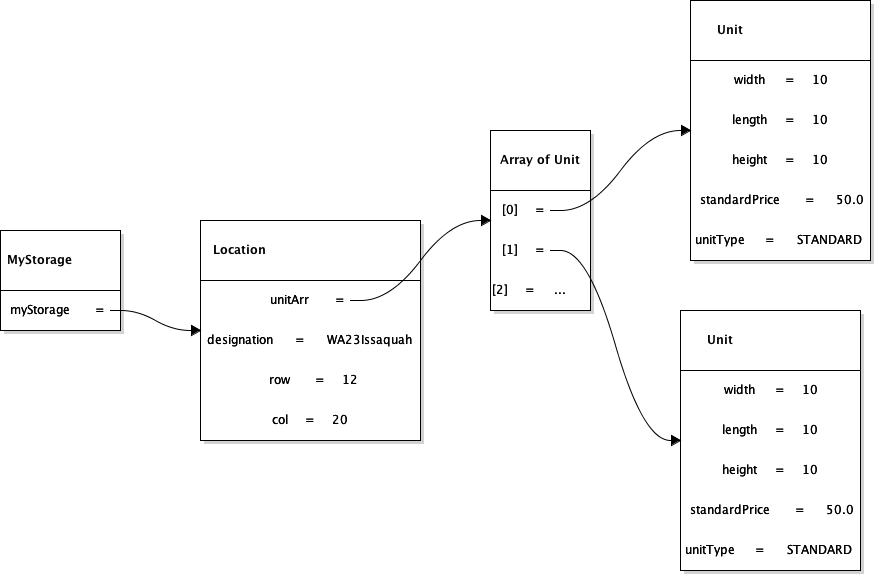 MyStorage
myStorage =
Location
unitArr =
designation = WA23Issaquah
row = 12
col = 20
Array of Unit
[0] =
[1] =
[2] = ...
Unit
width = 10
length = 10
height = 10
standardPrice = 50.0
unitType = STANDARD
Unit
width = 10
length = 10
height = 10
standardPrice = 50.0
unitType = STANDARD